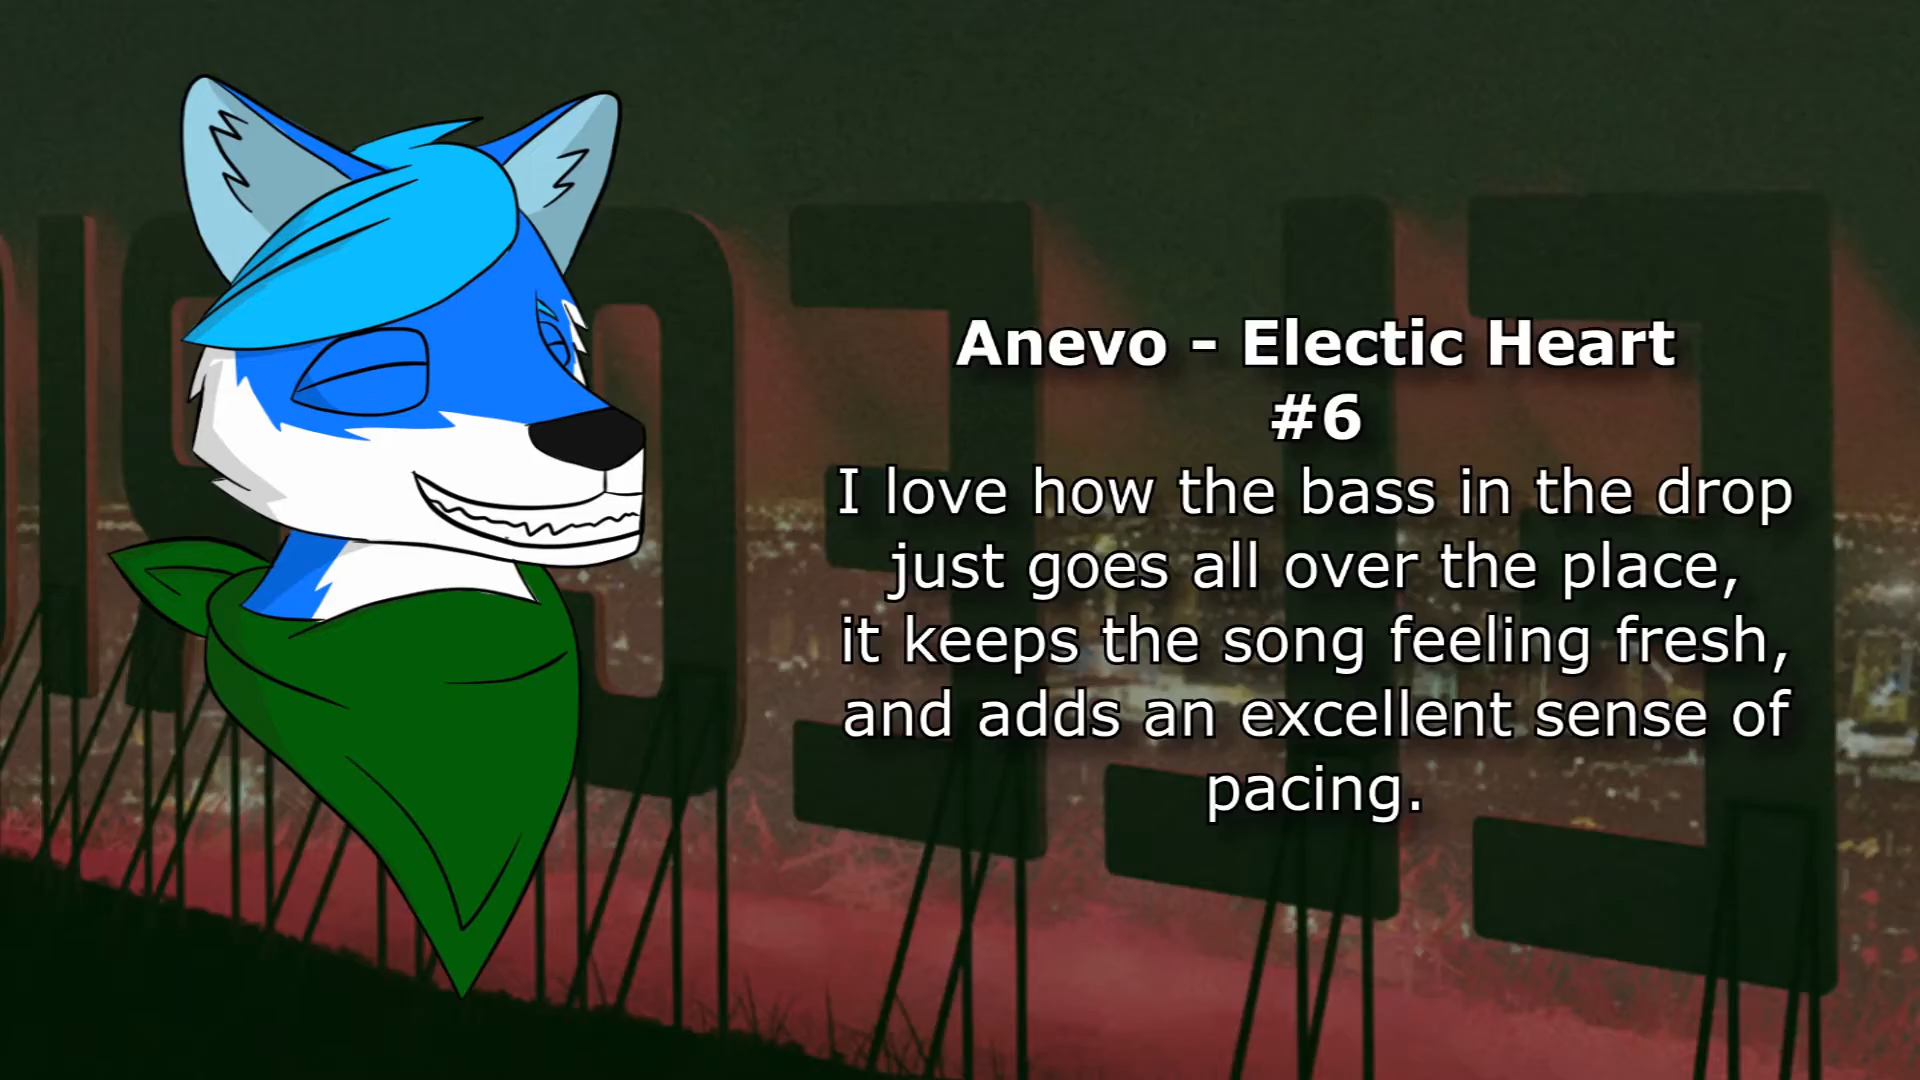 Anevo - Electic Heart
#6
I love how the bass in the drop
just goes all over the place,
it keeps the song feeling fresh,
and adds an excellent sense of
pacing.